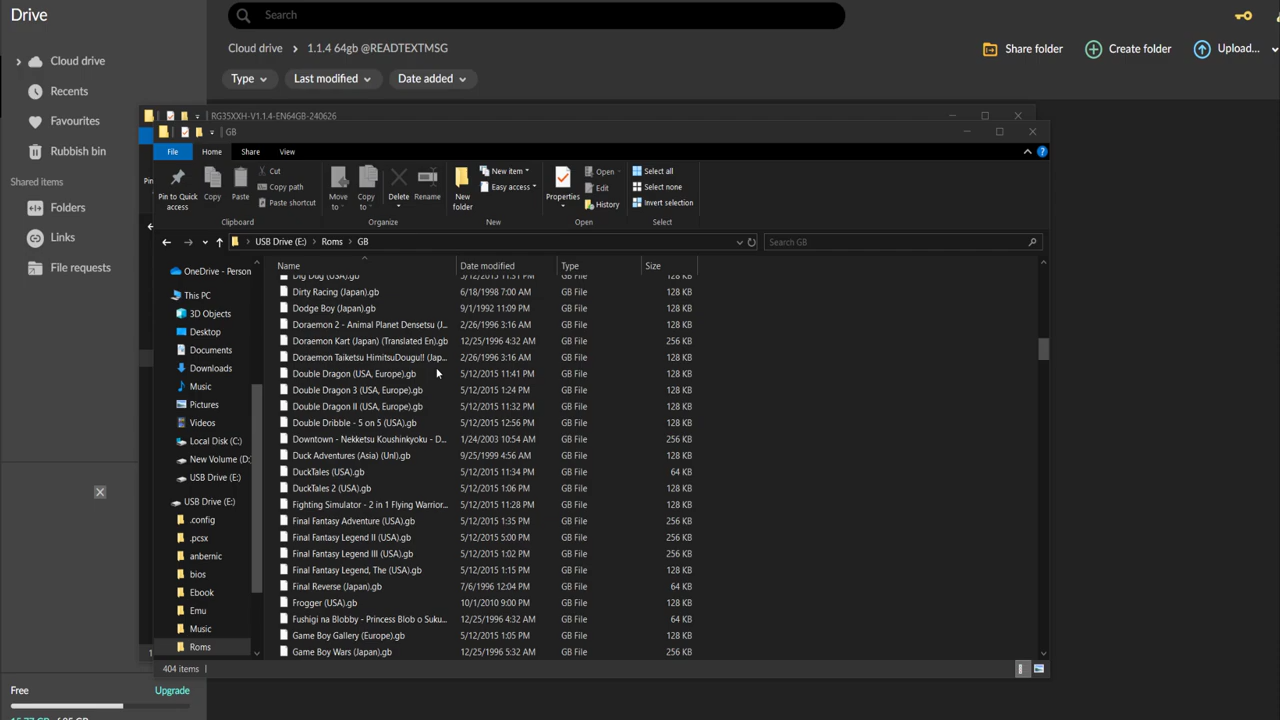 Drive
Search
Cloud drive
1.1.4 64gb @READTEXTMSG
Share folder
Create folder
Upload...
Type
Last modified
Date added
Cloud drive
Recents
Favourites
Rubbish bin
Shared items
Folders
Links
File requests
RG35XXH-V1.1.4-EN64GB-240626
GB
File Home Share View
Pin to Quick access
Copy
Paste
Cut
Copy path
Paste shortcut
Move to
Copy to
Delete
Rename
New folder
New item
Easy access
Properties
Open
Edit
History
Select all
Select none
Invert selection
Clipboard Organize New Open Select
USB Drive (E:) > Roms > GB
Search GB
OneDrive - Person
This PC
3D Objects
Desktop
Documents
Downloads
Music
Pictures
Videos
Local Disk (C:)
New Volume (D:
USB Drive (E:)
USB Drive (E:)
.config
.pcsx
anbernic
bios
Ebook
Emu
Music
Roms
Name Date modified Type Size
Dig Dug (USA).gb 5/12/2015 11:31 PM GB File 128 KB
Dirty Racing (Japan).gb 6/18/1998 7:00 AM GB File 128 KB
Dodge Boy (Japan).gb 9/1/1992 11:09 PM GB File 128 KB
Doraemon 2 - Animal Planet Densetsu (J... 2/26/1996 3:16 AM GB File 128 KB
Doraemon Kart (Japan) (Translated En).gb 12/25/1996 4:32 AM GB File 256 KB
Doraemon Taiketsu HimitsuDougu!! (Jap... 2/26/1996 3:16 AM GB File 128 KB
Double Dragon (USA, Europe).gb 5/12/2015 11:41 PM GB File 128 KB
Double Dragon 3 (USA, Europe).gb 5/12/2015 1:24 PM GB File 128 KB
Double Dragon II (USA, Europe).gb 5/12/2015 11:32 PM GB File 128 KB
Double Dribble - 5 on 5 (USA).gb 5/12/2015 12:56 PM GB File 128 KB
Downtown - Nekketsu Koushinkyoku - D... 1/24/2003 10:54 AM GB File 256 KB
Duck Adventures (Asia) (Unl).gb 9/25/1999 4:56 AM GB File 128 KB
DuckTales (USA).gb 5/12/2015 11:34 PM GB File 64 KB
DuckTales 2 (USA).gb 5/12/2015 1:06 PM GB File 128 KB
Fighting Simulator - 2 in 1 Flying Warrior... 5/12/2015 11:28 PM GB File 128 KB
Final Fantasy Adventure (USA).gb 5/12/2015 1:35 PM GB File 256 KB
Final Fantasy Legend II (USA).gb 5/12/2015 5:00 PM GB File 256 KB
Final Fantasy Legend III (USA).gb 5/12/2015 1:02 PM GB File 256 KB
Final Fantasy Legend, The (USA).gb 5/12/2015 1:15 PM GB File 128 KB
Final Reverse (Japan).gb 7/6/1996 12:04 PM GB File 64 KB
Frogger (USA).gb 10/1/2010 9:00 PM GB File 128 KB
Fushigi na Blobby - Princess Blob o Suku... 12/25/1996 4:32 AM GB File 64 KB
Game Boy Gallery (Europe).gb 5/12/2015 1:05 PM GB File 128 KB
Game Boy Wars (Japan).gb 12/25/1996 5:32 AM GB File 256 KB
404 items
Free
Upgrade